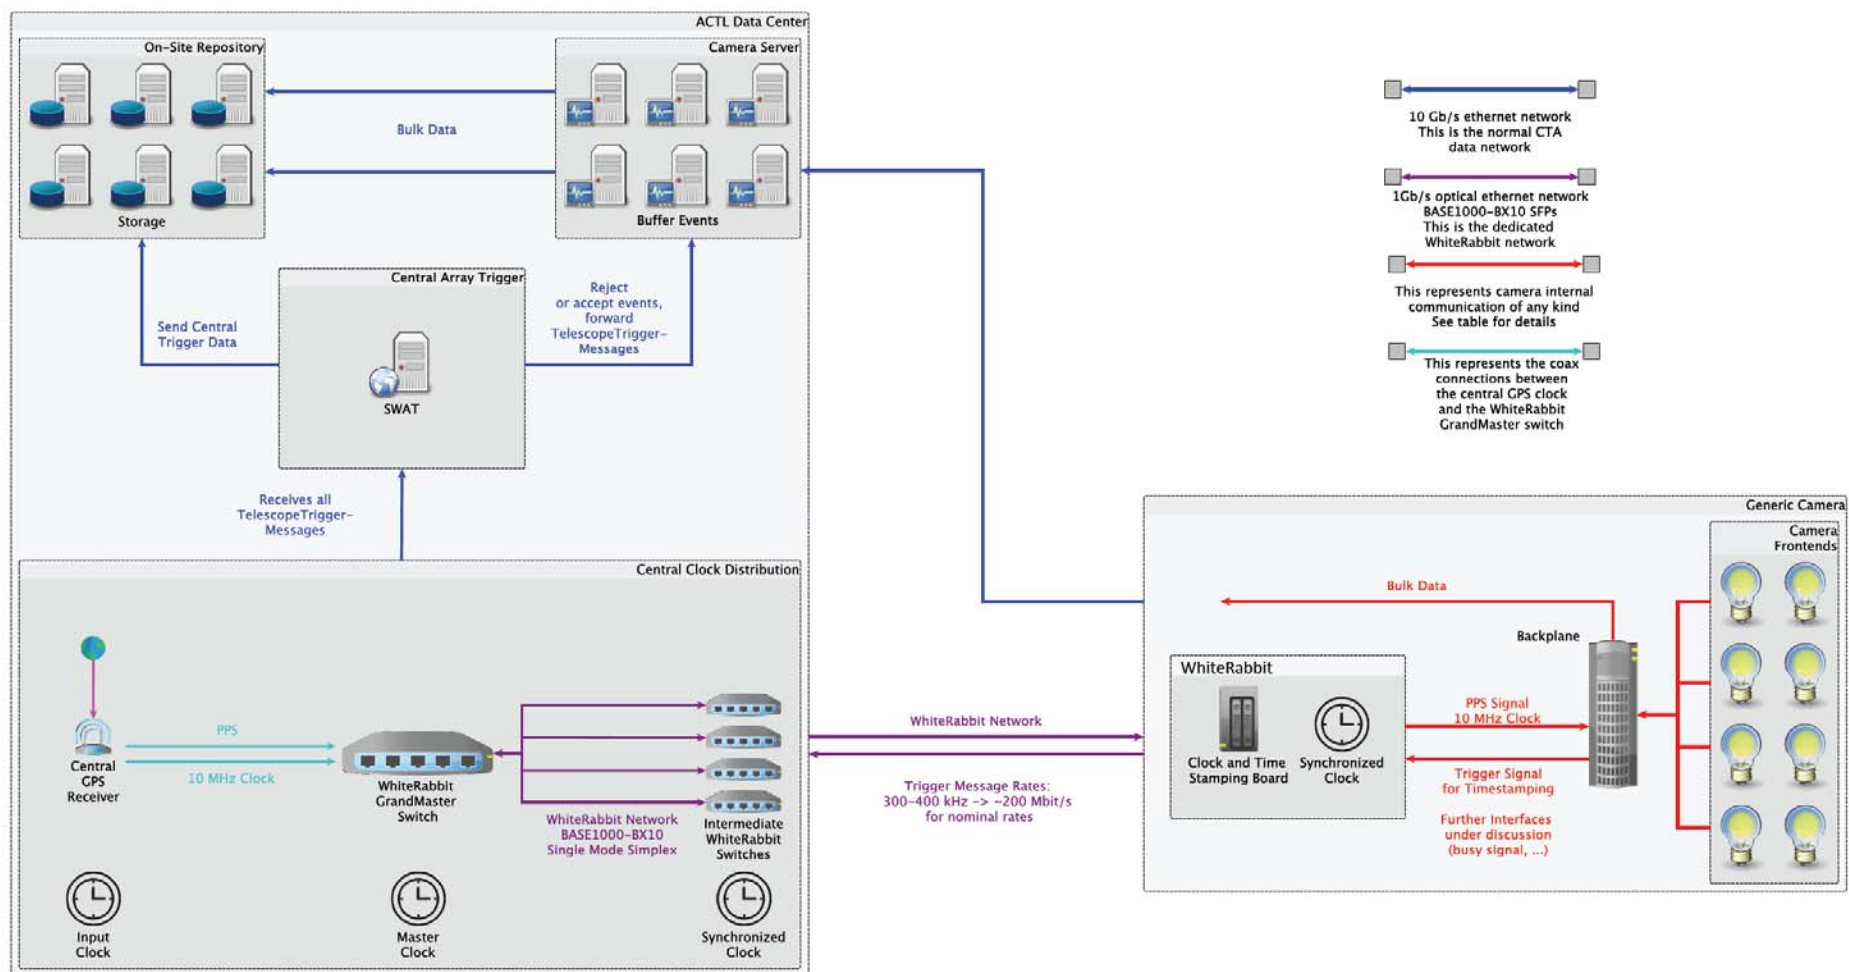 ACTL Data Center
On-Site Repository
Storage
Bulk Data
Camera Server
Buffer Events
Central Array Trigger
SWAT
Send Central
Trigger Data
Reject
or accept events,
forward
TelescopeTrigger-
Messages
Receives all
TelescopeTrigger-
Messages
Central Clock Distribution
Central
GPS
Receiver
PPS
10 MHz Clock
WhiteRabbit
GrandMaster
Switch
WhiteRabbit Network
BASE1000-BX10
Single Mode Simplex
Intermediate
WhiteRabbit
Switches
Input
Clock
Master
Clock
Synchronized
Clock
10 Gb/s ethernet network
This is the normal CTA
data network
1Gb/s optical ethernet network
BASE1000-BX10 SFPs
This is the dedicated
WhiteRabbit network
This represents camera internal
communication of any kind
See table for details
This represents the coax
connections between
the central GPS clock
and the WhiteRabbit
GrandMaster switch
WhiteRabbit Network
Trigger Message Rates:
300-400 kHz -> ~200 Mbit/s
for nominal rates
Generic Camera
Camera
Frontends
Bulk Data
Backplane
WhiteRabbit
Clock and Time
Stamping Board
Synchronized
Clock
PPS Signal
10 MHz Clock
Trigger Signal
for Timestamping
Further Interfaces
under discussion
(busy signal, ...)